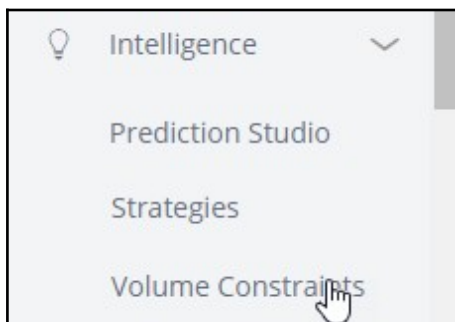 Intelligence
Prediction Studio
Strategies
Volume Constraints